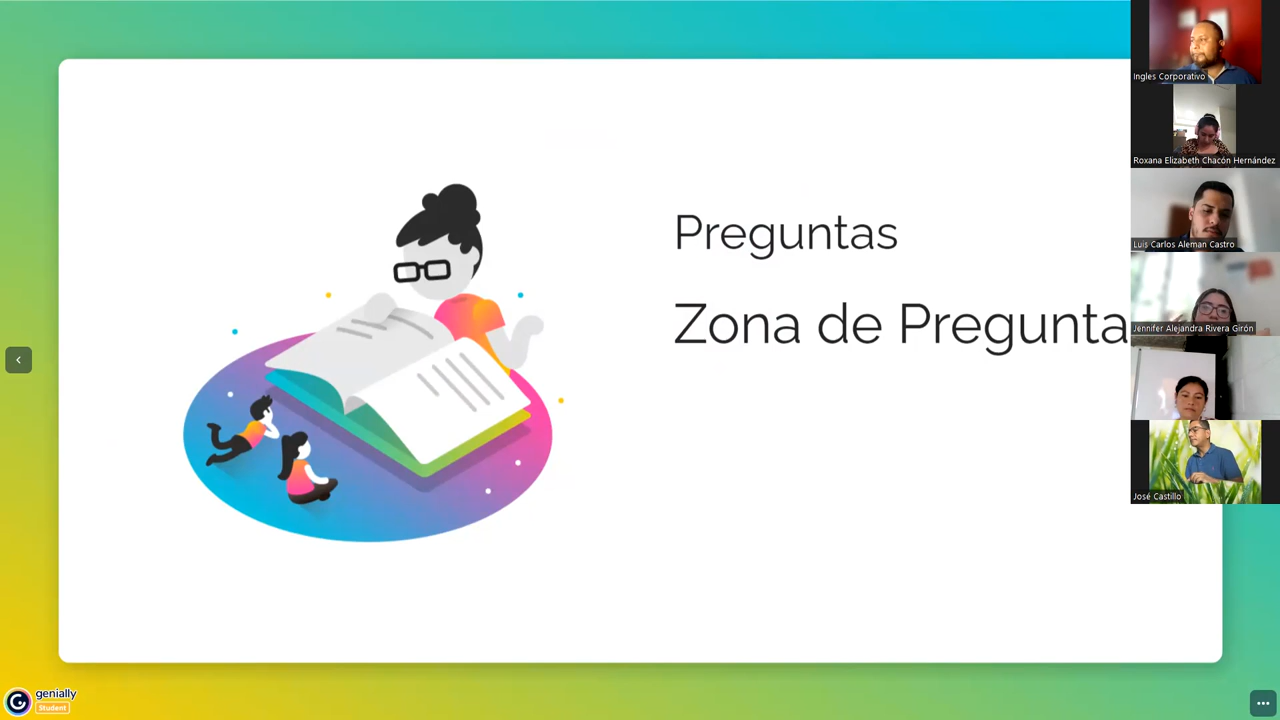 Preguntas
Zona de Pregunta
Ingles Corporativo
Roxana Elizabeth Chacón Hernández
Luis Carlos Aleman Castro
Jennifer Alejandra Rivera Girón
José Castillo
genially
Student